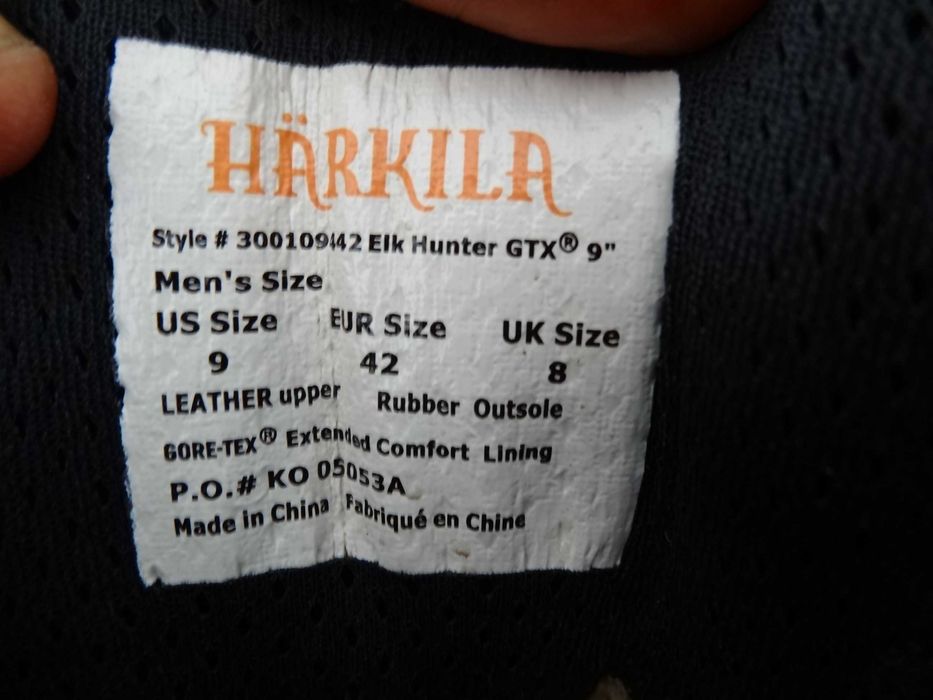 HÄRKILA
Style # 300109442 Elk Hunter GTX® 9"
Men's Size
US Size EUR Size UK Size
9 42 8
LEATHER upper Rubber Outsole
GORE-TEX® Extended Comfort Lining
P.O.# KO 05053A
Made in China Fabriqué en Chine